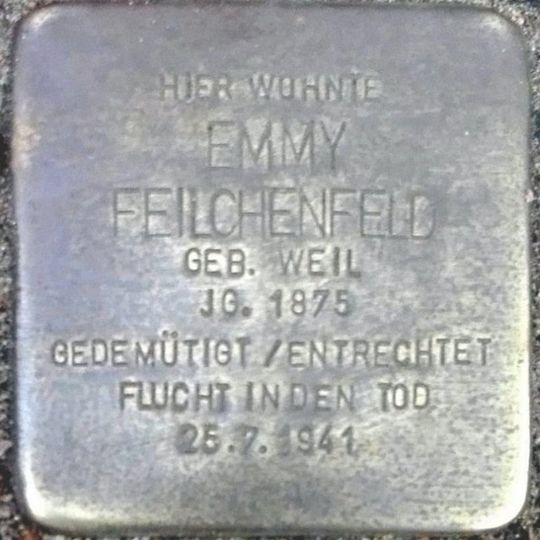 HIER WOHNTE
EMMY
FEILCHENFELD
GEB. WEIL
JG. 1875
GEDEMÜTIGT / ENTRECHTET
FLUCHT IN DEN TOD
25.7.1941